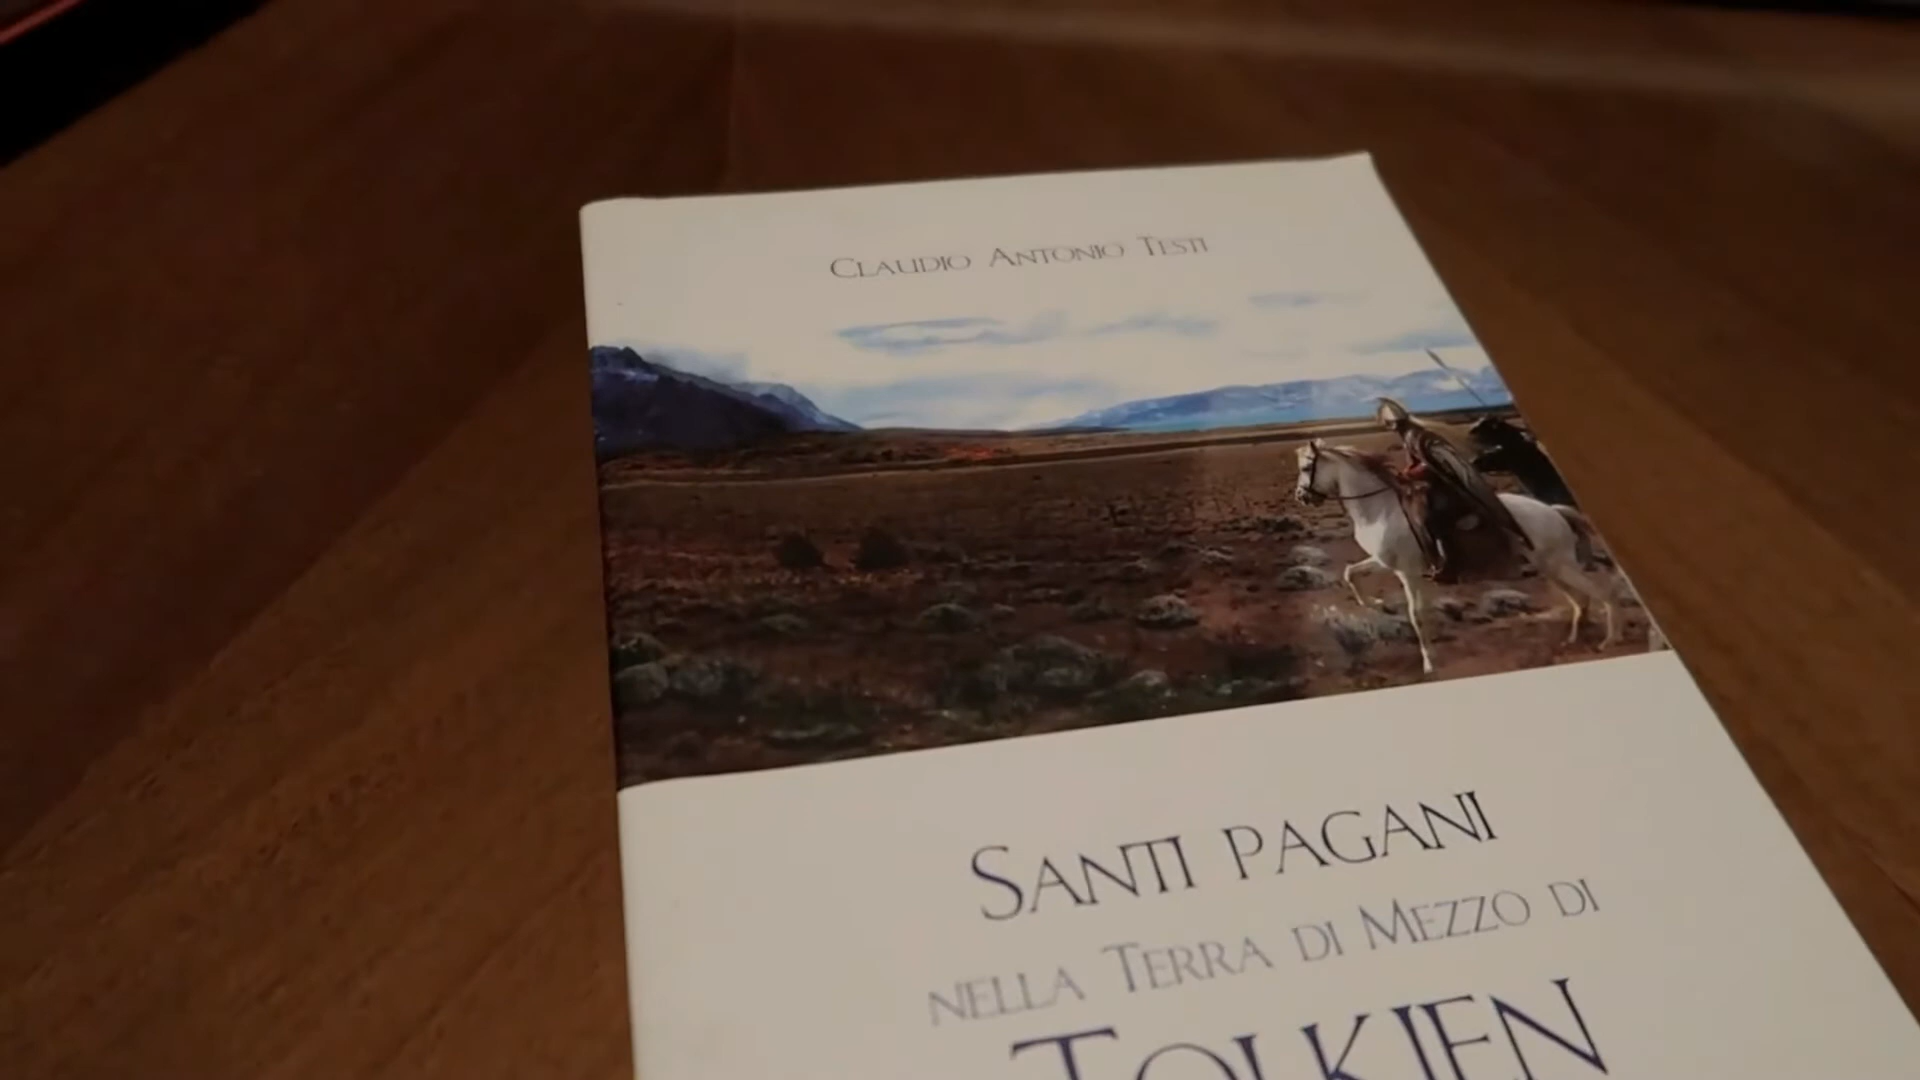 Claudio Antonio Testi
Santi pagani
nella Terra di Mezzo di
Tolkien